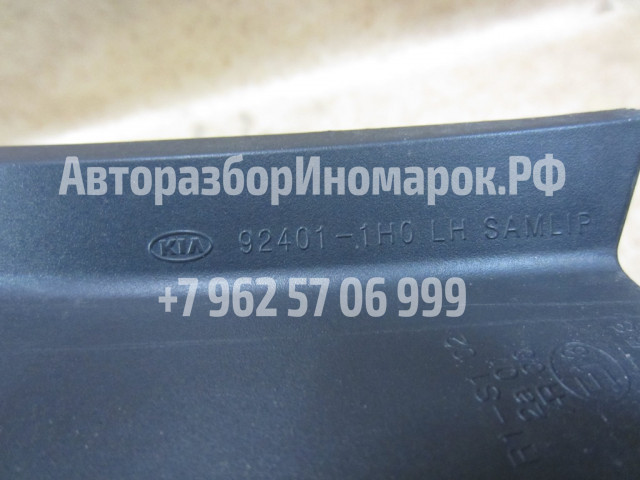 АвторазборИномарок.РФ
KIA 92401-1H0 LH SAMLIP
+7 962 57 06 999